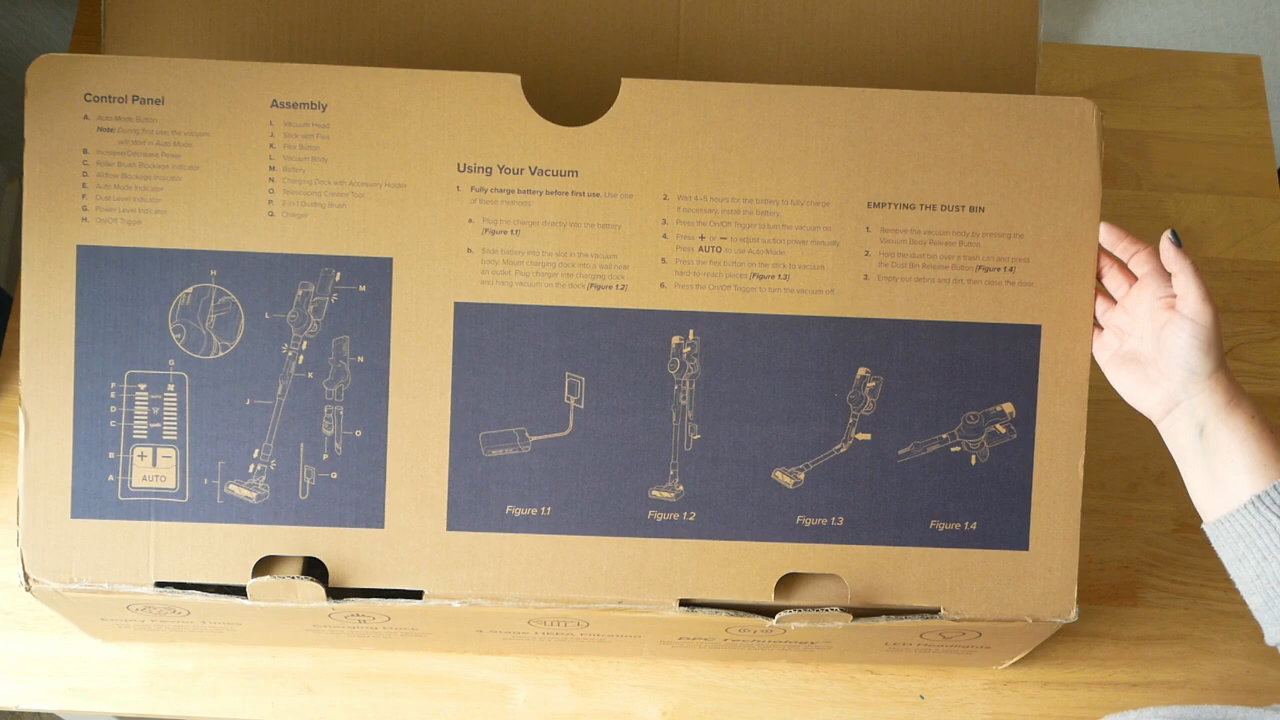 Control Panel
A. Auto Mode Button
Note: During first use, the vacuum
will start in Auto Mode.
B. Increase/Decrease Power
C. Roller Brush Blockage Indicator
D. Airflow Blockage Indicator
E. Auto Mode Indicator
F. Dust Level Indicator
G. Power Level Indicator
H. On/Off Trigger
Assembly
I. Vacuum Head
J. Stick with Flex
K. Flex Button
L. Vacuum Body
M. Battery
N. Charging Dock with Accessory Holder
O. Telescoping Crevice Tool
P. 2-in-1 Dusting Brush
Q. Charger
Using Your Vacuum
1. Fully charge battery before first use. Use one
of these methods:
a. Plug the charger directly into the battery
[Figure 1.1]
b. Slide battery into the slot in the vacuum
body. Mount charging dock into a wall near
an outlet. Plug charger into charging dock
and hang vacuum on the dock [Figure 1.2]
2. Wait 4–5 hours for the battery to fully charge
If necessary, install the battery.
3. Press the On/Off Trigger to turn the vacuum on.
4. Press + or − to adjust suction power manually
Press AUTO to use Auto Mode.
5. Press the flex button on the stick to vacuum
hard-to-reach places [Figure 1.3]
6. Press the On/Off Trigger to turn the vacuum off
EMPTYING THE DUST BIN
1. Remove the vacuum body by pressing the
Vacuum Body Release Button.
2. Hold the dust bin over a trash can and press
the Dust Bin Release Button [Figure 1.4]
3. Empty out debris and dirt, then close the door.
H
M
L
N
K
G
F
E
D
C
J
O
B
+ −
P
A
AUTO
I
Q
Figure 1.1
Figure 1.2
Figure 1.3
Figure 1.4
Charging Dock
4-Stage HEPA Filtration
Technology
LED Headlights